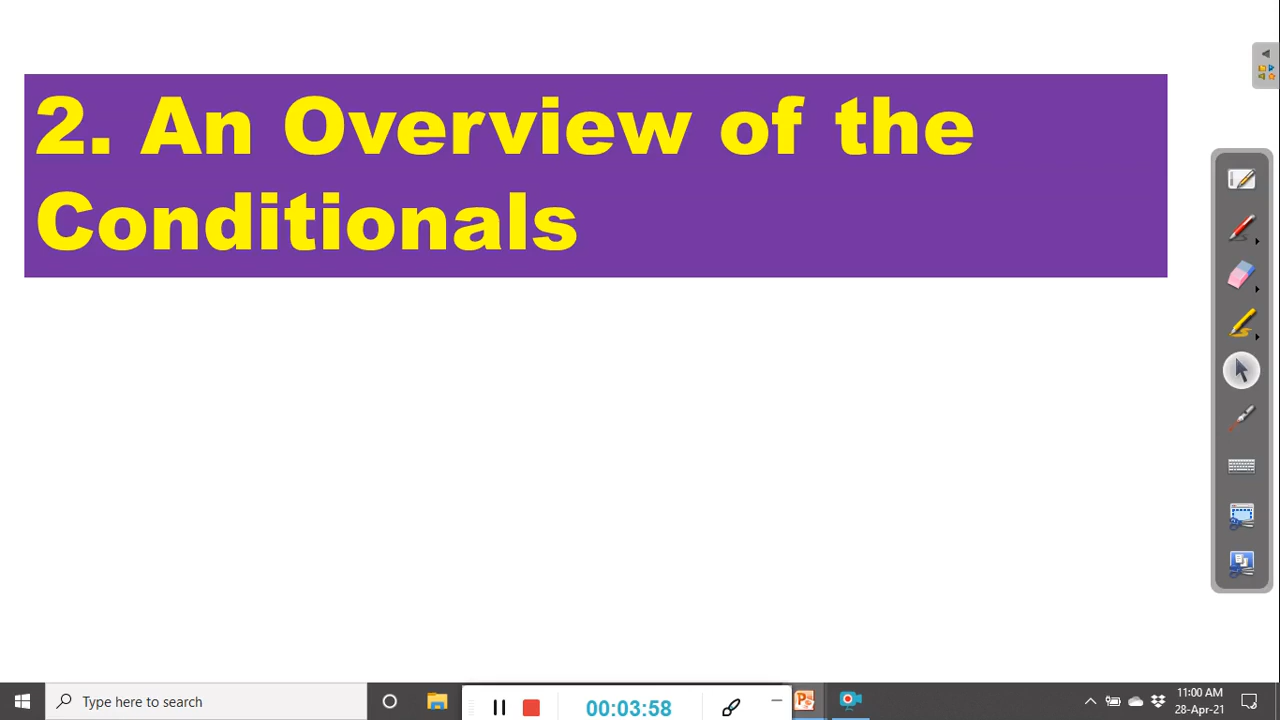 2. An Overview of the
Conditionals
Type here to search
00:03:58
11:00 AM
28-Apr-21